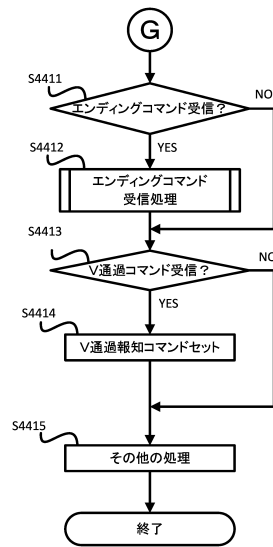 G
S4411
エンディングコマンド受信？
NO
YES
S4412
エンディングコマンド
受信処理
S4413
V通過コマンド受信？
NO
YES
S4414
V通過報知コマンドセット
S4415
その他の処理
終了